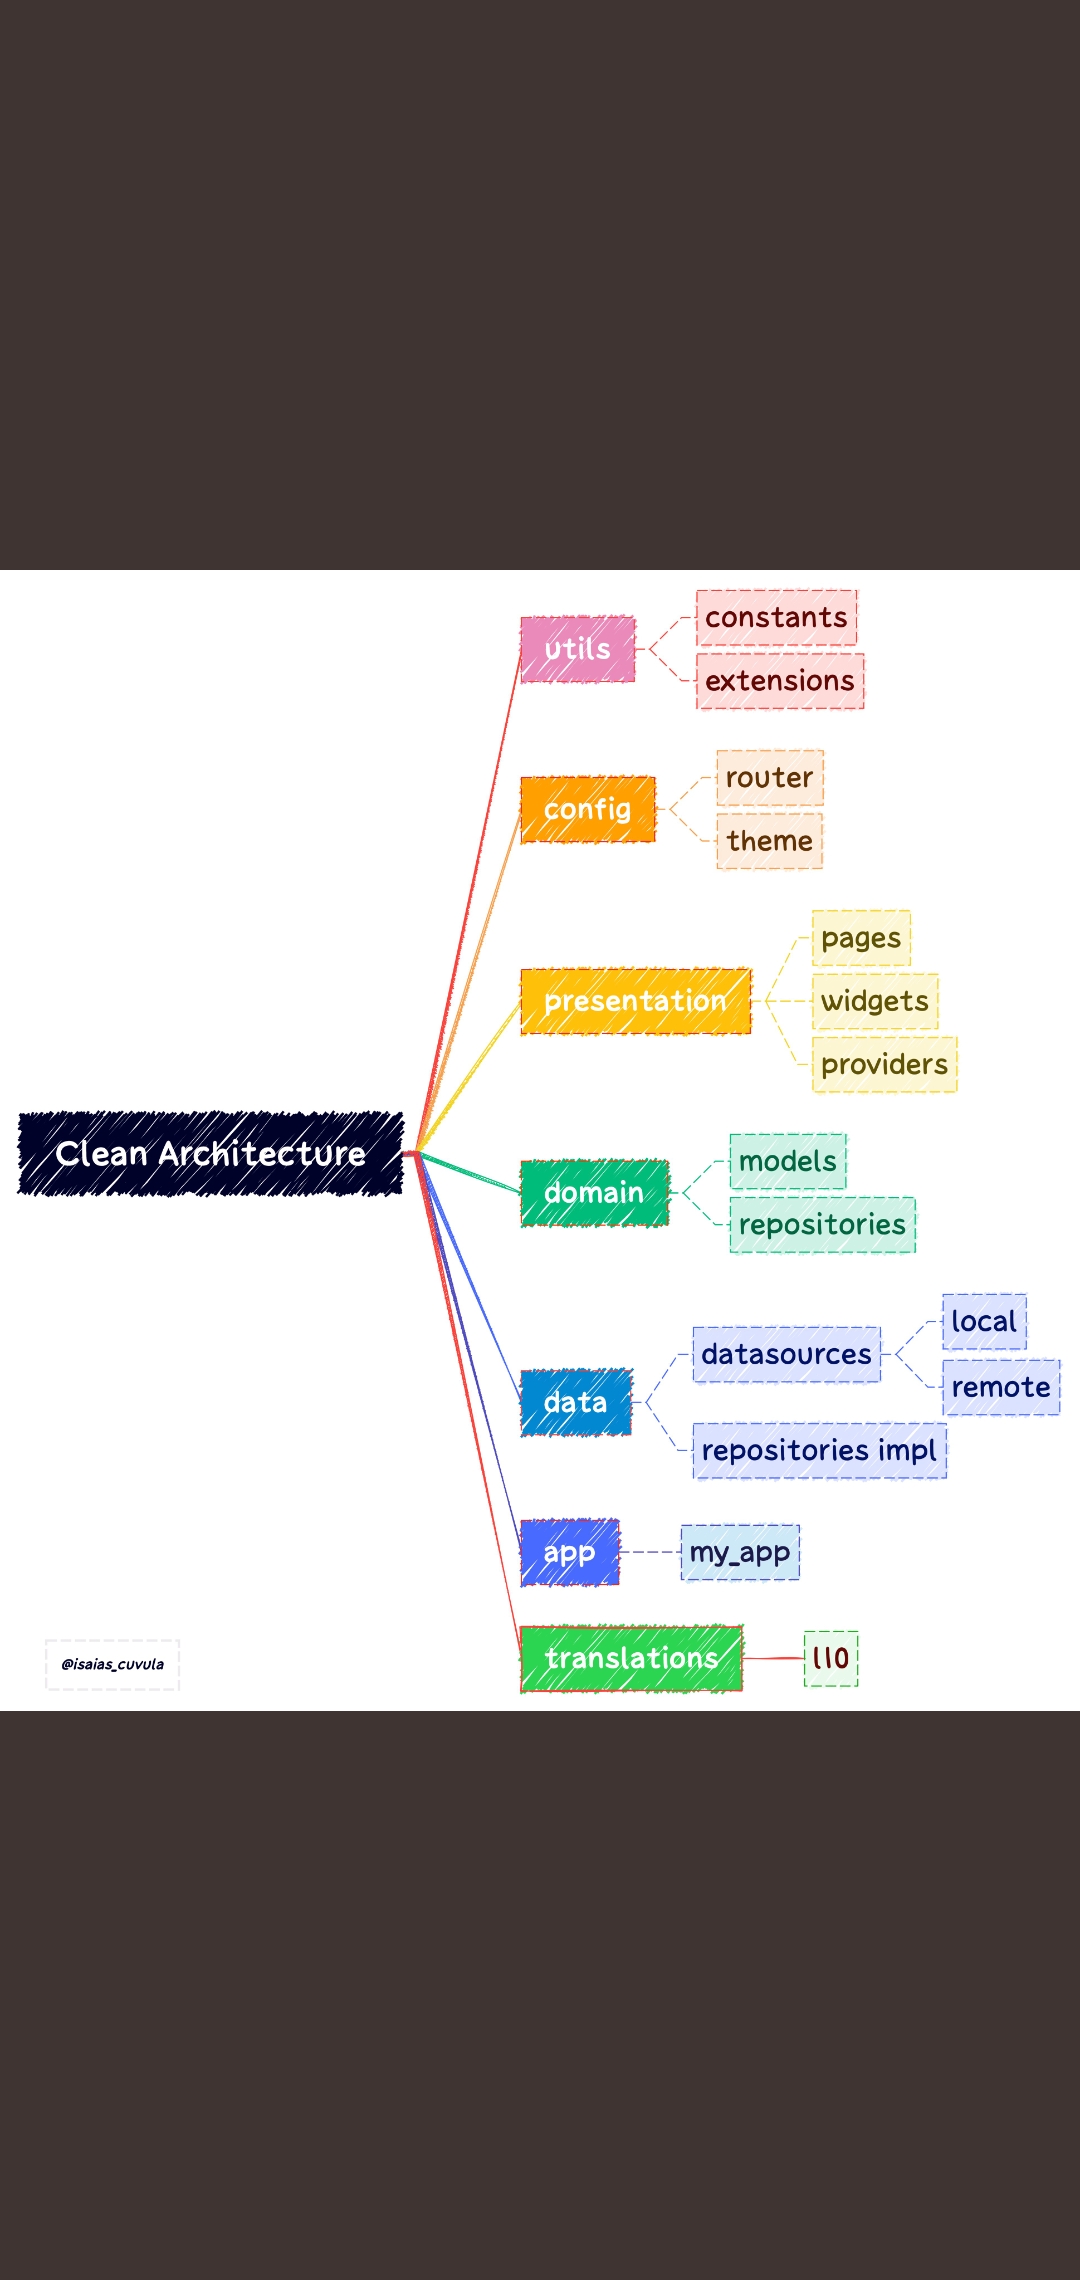 utils
constants
extensions
config
router
theme
presentation
pages
widgets
providers
Clean Architecture
domain
models
repositories
data
datasources
local
remote
repositories impl
app
my_app
translations
l10
@isaias_cuvula